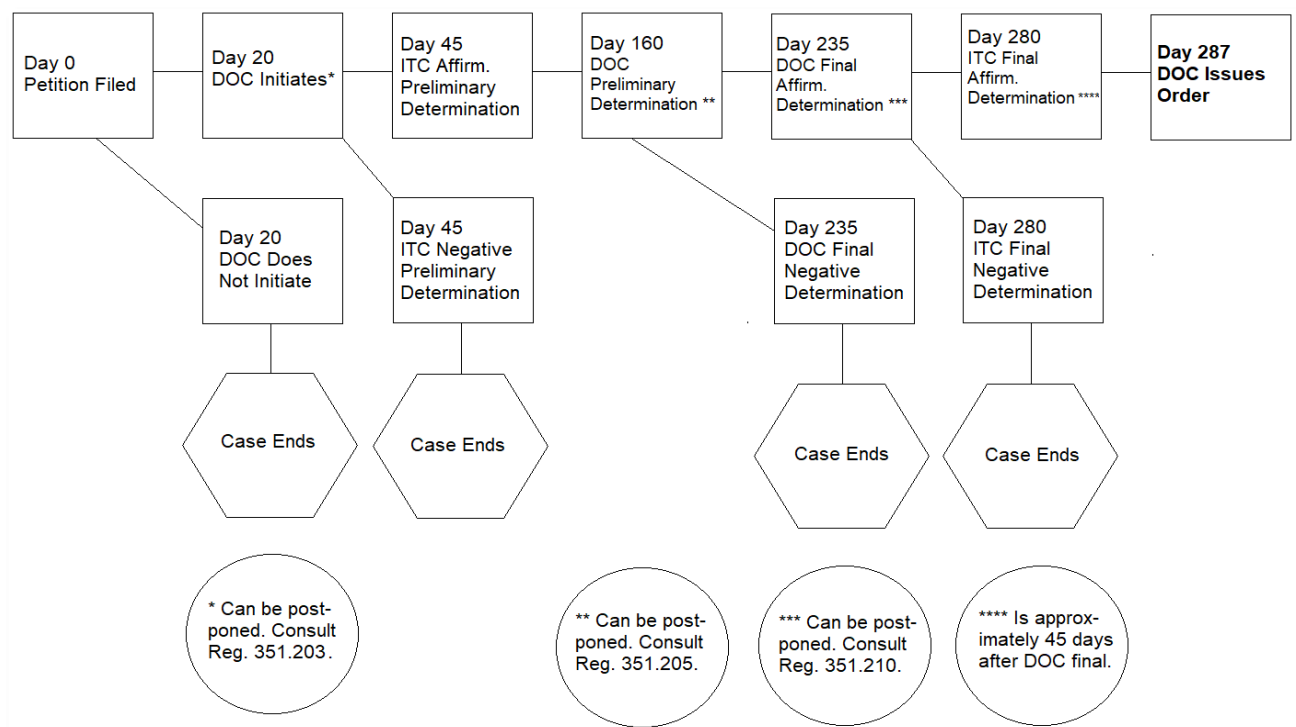 Day 0
Petition Filed
Day 20
DOC Initiates*
Day 45
ITC Affirm.
Preliminary
Determination
Day 160
DOC
Preliminary
Determination **
Day 235
DOC Final
Affirm.
Determination ***
Day 280
ITC Final
Affirm.
Determination ****
Day 287
DOC Issues
Order
Day 20
DOC Does
Not Initiate
Day 45
ITC Negative
Preliminary
Determination
Day 235
DOC Final
Negative
Determination
Day 280
ITC Final
Negative
Determination
Case Ends
Case Ends
Case Ends
Case Ends
* Can be post-
poned. Consult
Reg. 351.203.
** Can be post-
poned. Consult
Reg. 351.205.
*** Can be post-
poned. Consult
Reg. 351.210.
**** Is approx-
imately 45 days
after DOC final.